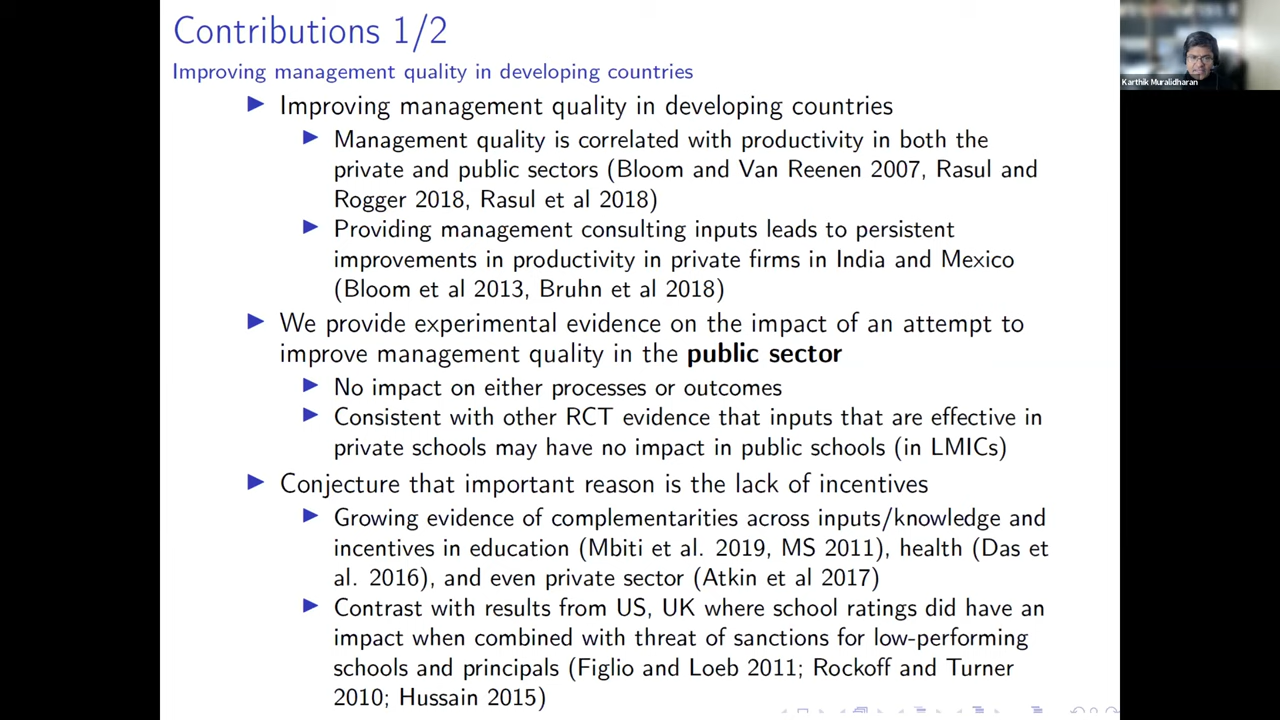 Contributions 1/2
Improving management quality in developing countries
Improving management quality in developing countries
Management quality is correlated with productivity in both the
private and public sectors (Bloom and Van Reenen 2007, Rasul and
Rogger 2018, Rasul et al 2018)
Providing management consulting inputs leads to persistent
improvements in productivity in private firms in India and Mexico
(Bloom et al 2013, Bruhn et al 2018)
We provide experimental evidence on the impact of an attempt to
improve management quality in the public sector
No impact on either processes or outcomes
Consistent with other RCT evidence that inputs that are effective in
private schools may have no impact in public schools (in LMICs)
Conjecture that important reason is the lack of incentives
Growing evidence of complementarities across inputs/knowledge and
incentives in education (Mbiti et al. 2019, MS 2011), health (Das et
al. 2016), and even private sector (Atkin et al 2017)
Contrast with results from US, UK where school ratings did have an
impact when combined with threat of sanctions for low-performing
schools and principals (Figlio and Loeb 2011; Rockoff and Turner
2010; Hussain 2015)
Karthik Muralidharan